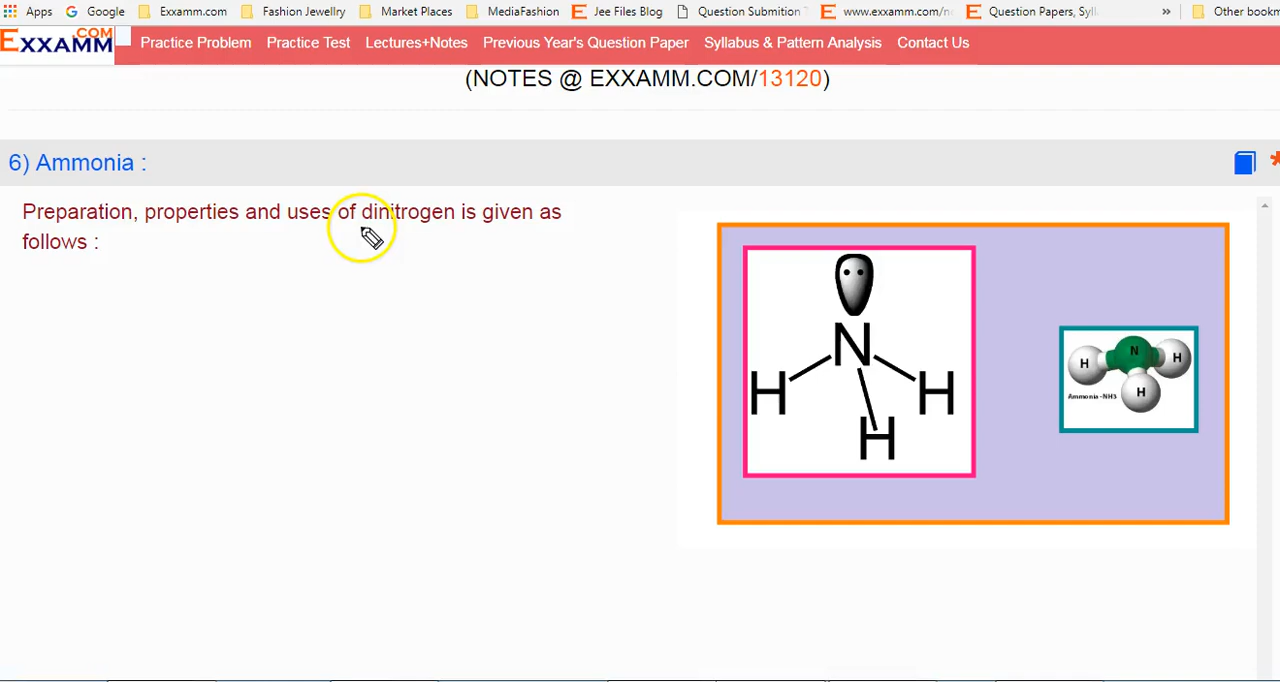 Apps Google Exxamm.com Fashion Jewellry Market Places MediaFashion Jee Files Blog Question Submition www.exxamm.com/n Question Papers, Syll » Other bookm
EXXAMM .COM
Practice Problem Practice Test Lectures+Notes Previous Year's Question Paper Syllabus & Pattern Analysis Contact Us
(NOTES @ EXXAMM.COM/13120)
6) Ammonia : *
Preparation, properties and uses of dinitrogen is given as
follows :
N
H H
H
N
H H
H
Ammonia -NH3